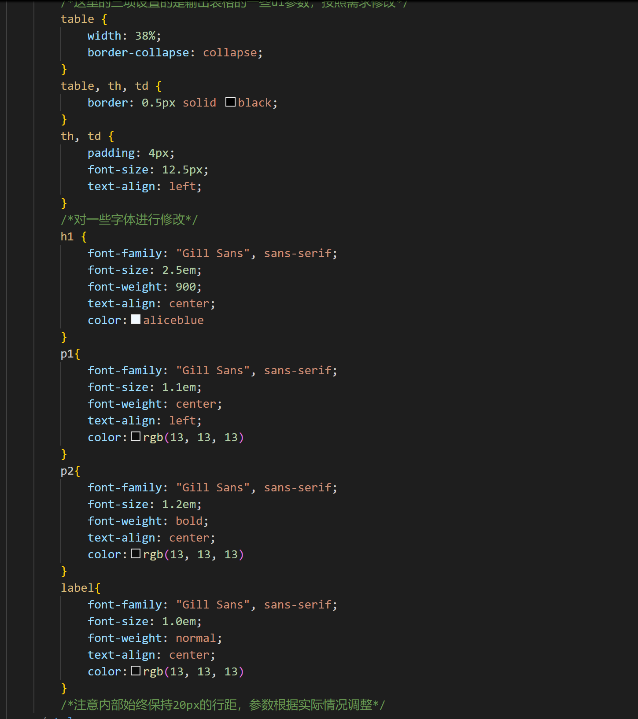 /*这里的三项设置的是输出表格的一些ui参数，按照需求修改*/
table {
width: 38%;
border-collapse: collapse;
}
table, th, td {
border: 0.5px solid black;
}
th, td {
padding: 4px;
font-size: 12.5px;
text-align: left;
}
/*对一些字体进行修改*/
h1 {
font-family: "Gill Sans", sans-serif;
font-size: 2.5em;
font-weight: 900;
text-align: center;
color:aliceblue
}
p1{
font-family: "Gill Sans", sans-serif;
font-size: 1.1em;
font-weight: center;
text-align: left;
color:rgb(13, 13, 13)
}
p2{
font-family: "Gill Sans", sans-serif;
font-size: 1.2em;
font-weight: bold;
text-align: center;
color:rgb(13, 13, 13)
}
label{
font-family: "Gill Sans", sans-serif;
font-size: 1.0em;
font-weight: normal;
text-align: center;
color:rgb(13, 13, 13)
}
/*注意内部始终保持20px的行距，参数根据实际情况调整*/